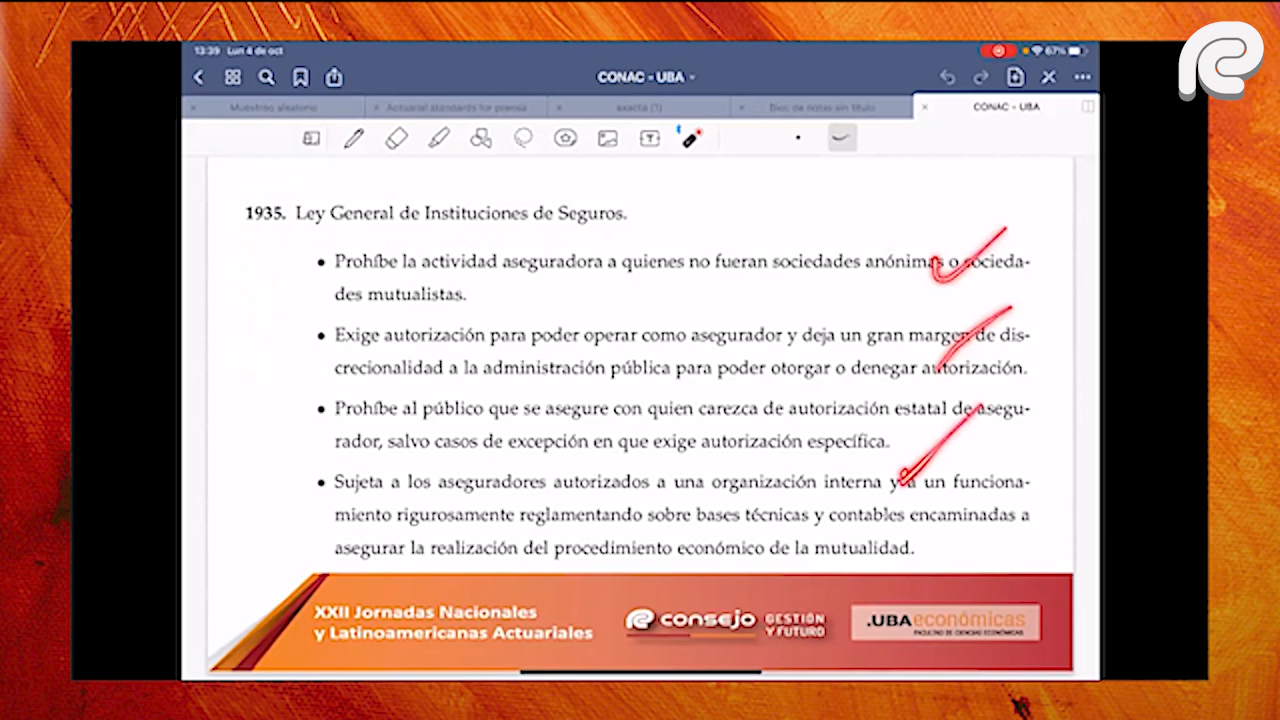 13:39 Lun 4 de oct
67%
CONAC - UBA
Muestreo aleatorio
Actuarial standards for prensa
exacta (1)
Bloc de notas sin título
CONAC - UBA
1935. Ley General de Instituciones de Seguros.
• Prohíbe la actividad aseguradora a quienes no fueran sociedades anónimas o socieda-
des mutualistas.
• Exige autorización para poder operar como asegurador y deja un gran margen de dis-
crecionalidad a la administración pública para poder otorgar o denegar autorización.
• Prohíbe al público que se asegure con quien carezca de autorización estatal de asegu-
rador, salvo casos de excepción en que exige autorización específica.
• Sujeta a los aseguradores autorizados a una organización interna y a un funciona-
miento rigurosamente reglamentando sobre bases técnicas y contables encaminadas a
asegurar la realización del procedimiento económico de la mutualidad.
XXII Jornadas Nacionales
y Latinoamericanas Actuariales
consejo
GESTIÓN
Y FUTURO
.UBAeconómicas
FACULTAD DE CIENCIAS ECONÓMICAS